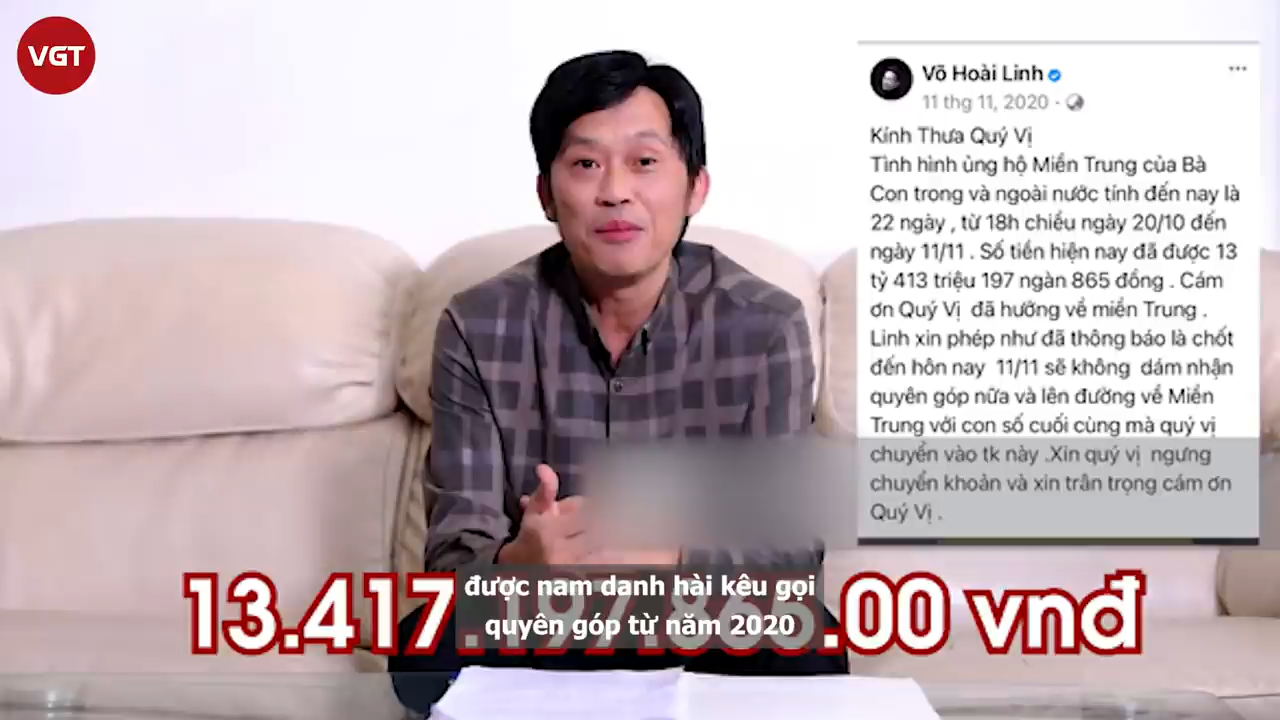 VGT
Võ Hoài Linh
11 thg 11, 2020 ·
Kính Thưa Quý Vị
Tình hình ủng hộ Miền Trung của Bà
Con trong và ngoài nước tính đến nay là
22 ngày , từ 18h chiều ngày 20/10 đến
ngày 11/11 . Số tiền hiện nay đã được 13
tỷ 413 triệu 197 ngàn 865 đồng . Cám
ơn Quý Vị đã hướng về miền Trung .
Linh xin phép như đã thông báo là chốt
đến hôn nay 11/11 sẽ không dám nhận
quyên góp nữa và lên đường về Miền
Trung với con số cuối cùng mà quý vị
chuyển vào tk này .Xin quý vị ngưng
chuyển khoản và xin trân trọng cám ơn
Quý Vị .
13.417.197.865.00 vnđ
được nam danh hài kêu gọi
quyên góp từ năm 2020